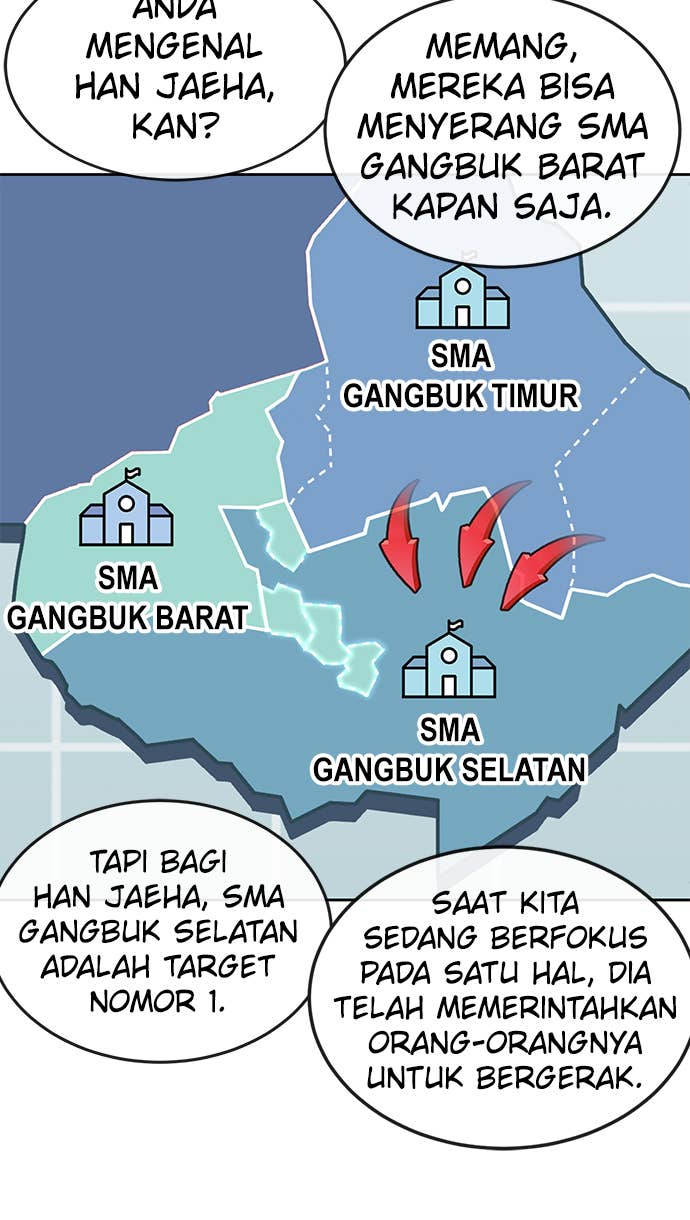 ANDA
MENGENAL
HAN JAEHA,
KAN?
MEMANG,
MEREKA BISA
MENYERANG SMA
GANGBUK BARAT
KAPAN SAJA.
SMA
GANGBUK TIMUR
SMA
GANGBUK BARAT
SMA
GANGBUK SELATAN
TAPI BAGI
HAN JAEHA, SMA
GANGBUK SELATAN
ADALAH TARGET
NOMOR 1.
SAAT KITA
SEDANG BERFOKUS
PADA SATU HAL, DIA
TELAH MEMERINTAHKAN
ORANG-ORANGNYA
UNTUK BERGERAK.